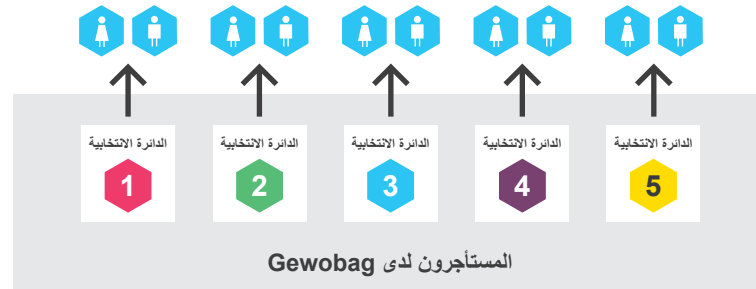 الدائرة الانتخابية
1
الدائرة الانتخابية
2
الدائرة الانتخابية
3
الدائرة الانتخابية
4
الدائرة الانتخابية
5
المستأجرون لدى Gewobag